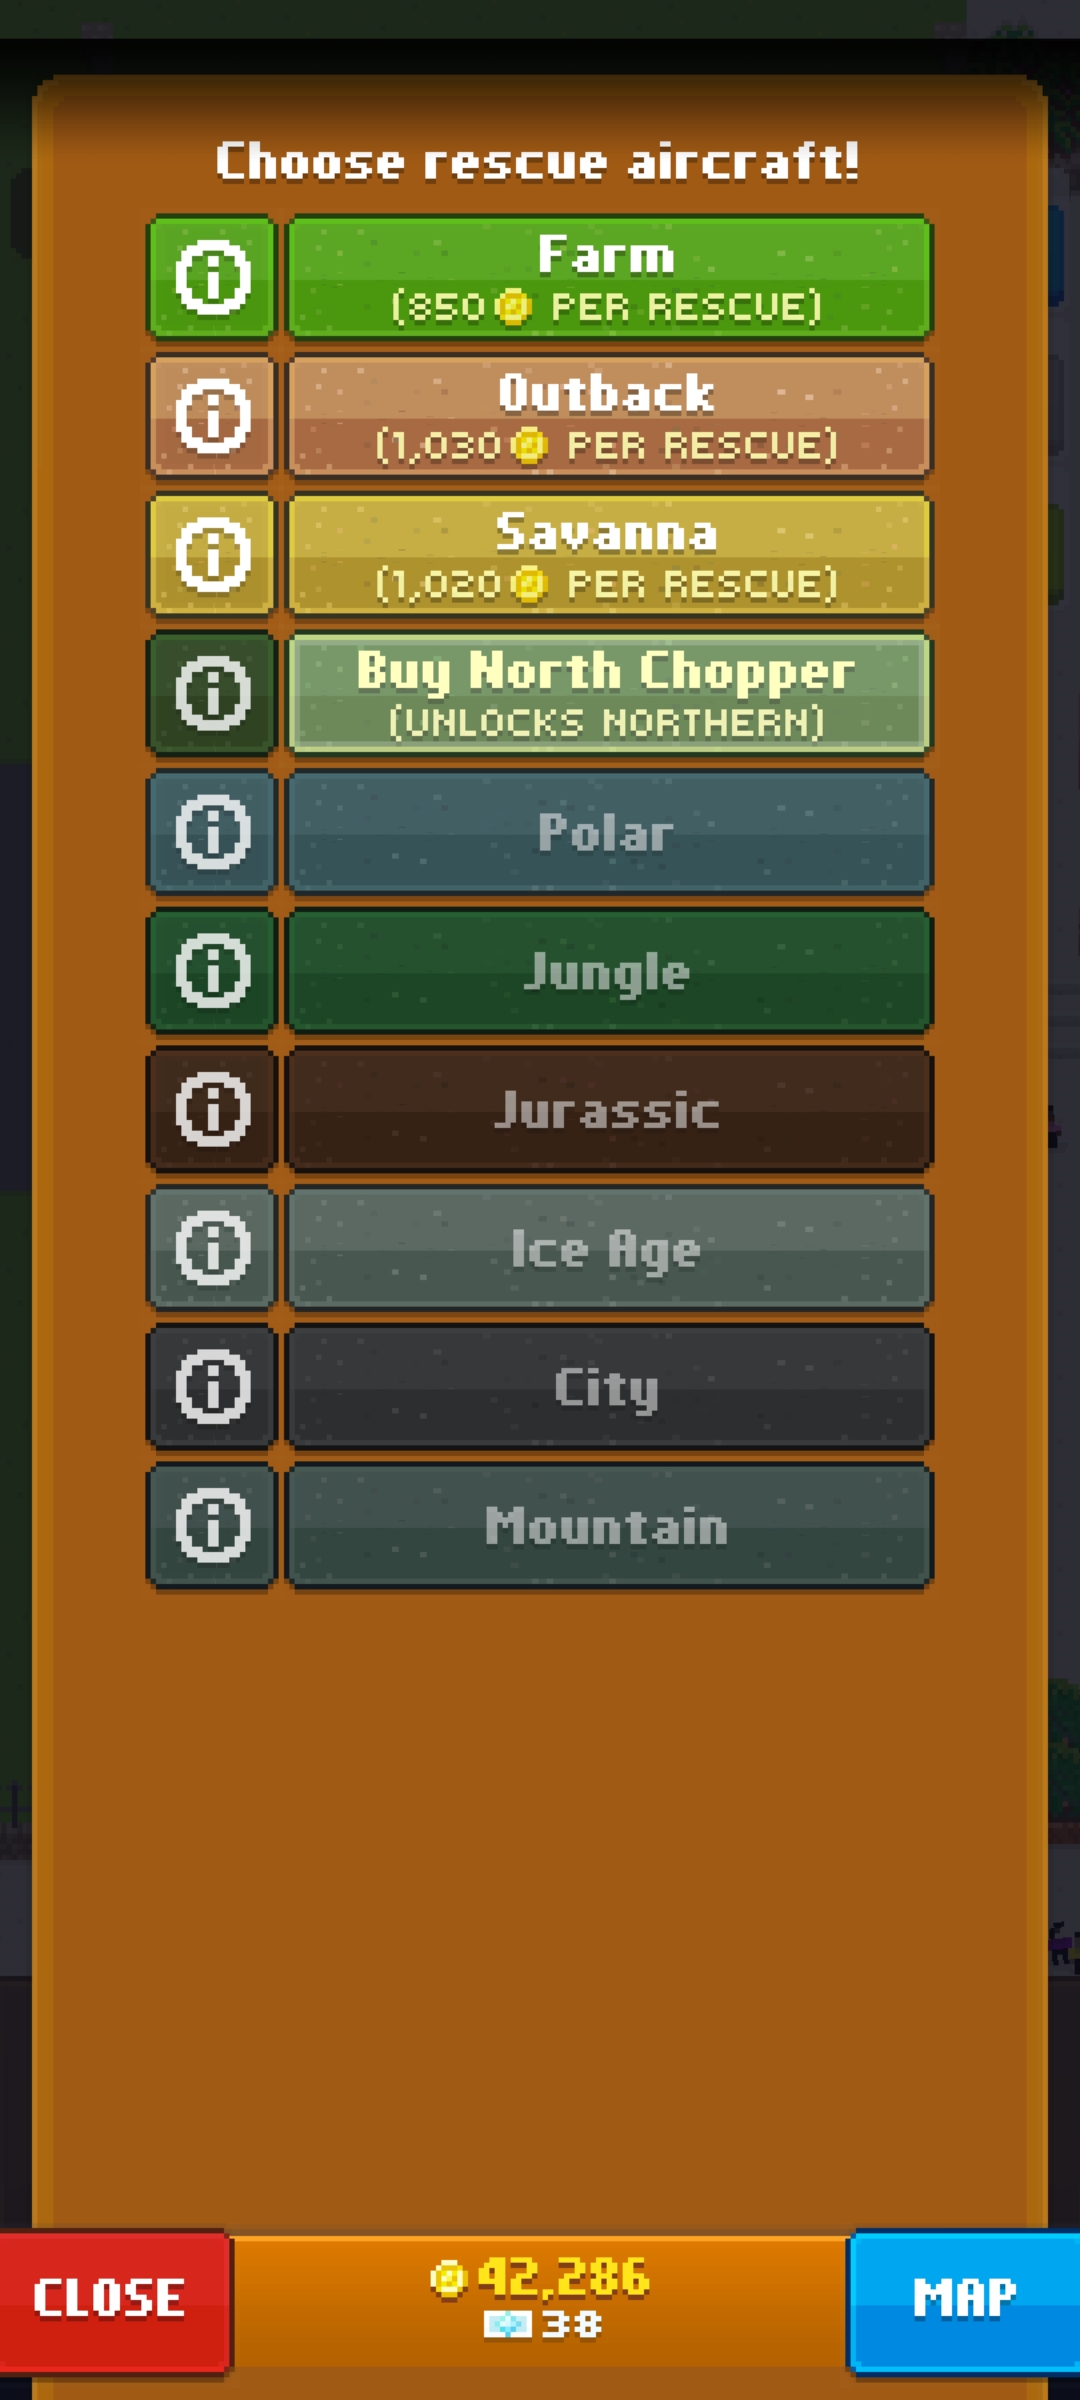 Choose rescue aircraft!
Farm
(850 PER RESCUE)
Outback
(1,030 PER RESCUE)
Savanna
(1,020 PER RESCUE)
Buy North Chopper
(UNLOCKS NORTHERN)
Polar
Jungle
Jurassic
Ice Age
City
Mountain
CLOSE
42,286
38
MAP